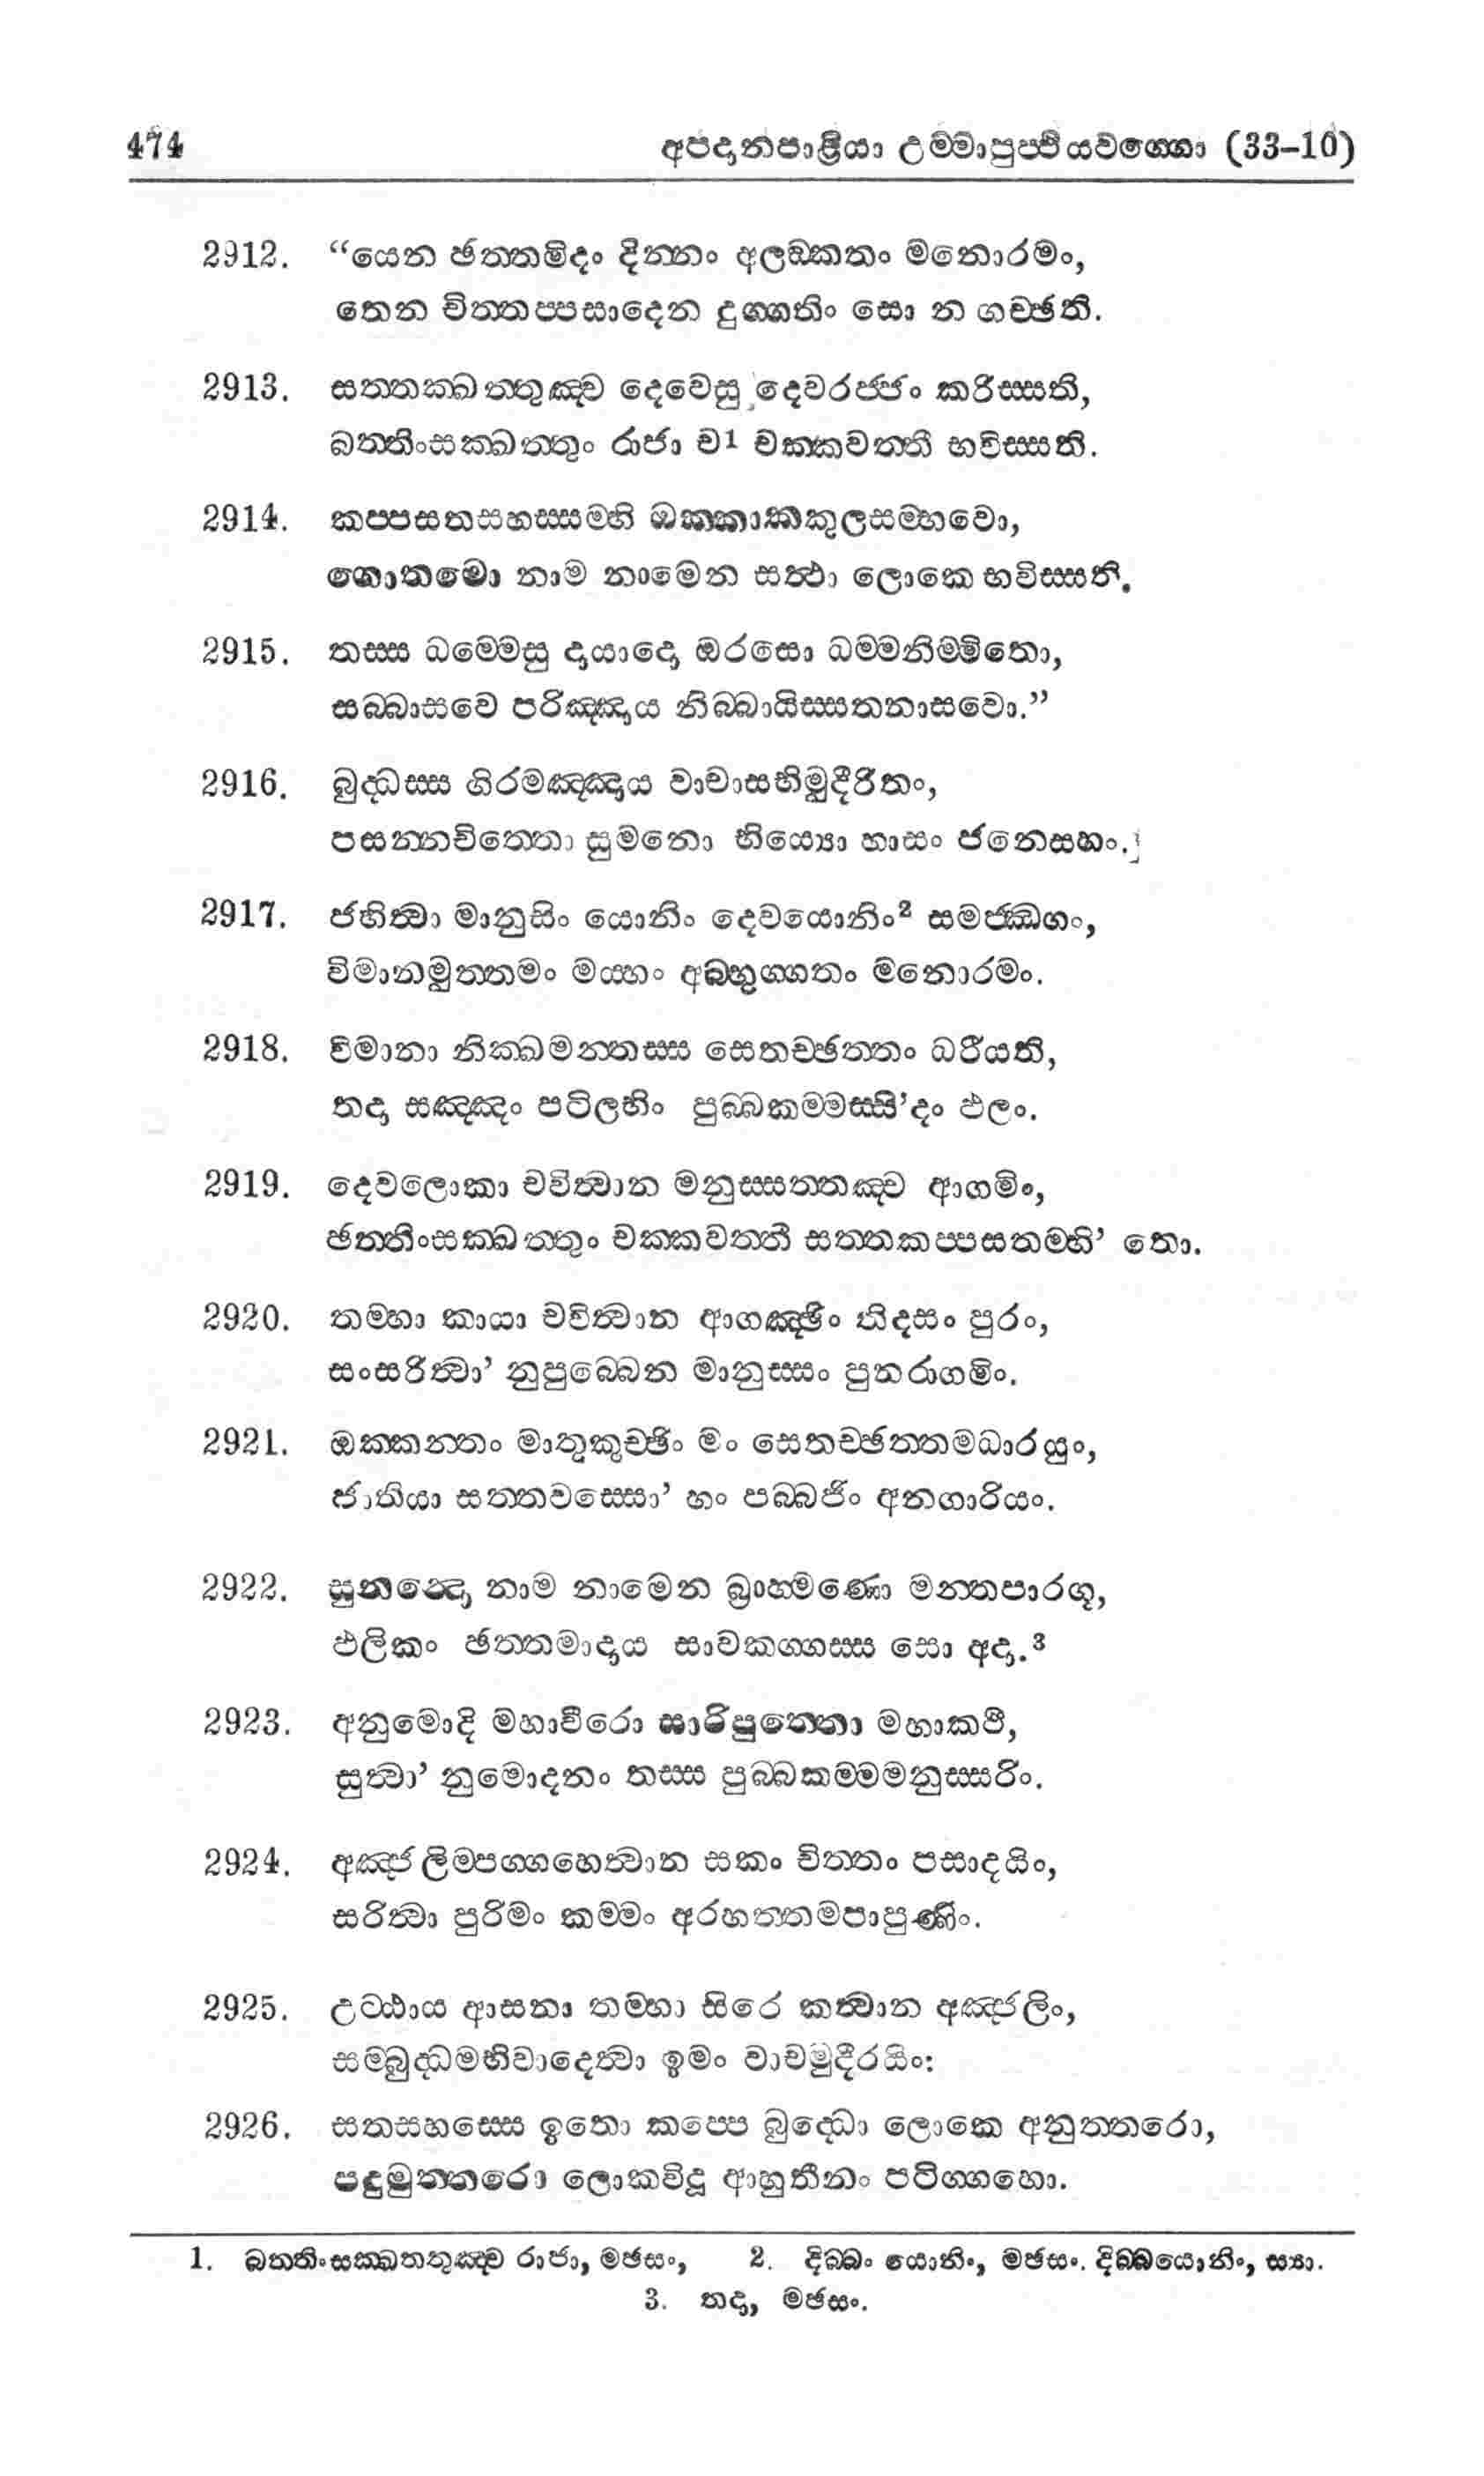 474 අපදානපාළියා උම්මාපුප්ඵියවග්ගො (33–10)
2912. “යෙන ඡත්තමිදං දින්නං අලඞ්කතං මනොරමං,
තෙන චිත්තප්පසාදෙන දුග්ගතිං සො න ගච්ඡති.
2913. සත්තක්ඛත්තුඤ්ච දෙවෙසු දෙවරජ්ජං කරිස්සති,
බත්තිංසක්ඛත්තුං රාජා ච1 චක්කවත්තී භවිස්සති.
2914. කප්පසතසහස්සම්හි ඔක්කාකකුලසම්භවො,
ගොතමො නාම නාමෙන සත්ථා ලොකෙ භවිස්සති.
2915. තස්ස ධම්මෙසු දායාදො ඔරසො ධම්මනිම්මිතො,
සබ්බාසවෙ පරිඤ්ඤාය නිබ්බායිස්සතනාසවො.”
2916. බුද්ධස්ස ගිරමඤ්ඤාය වාචාසභිමුදීරිතං,
පසන්නචිත්තො සුමනො භිය්‍යො හාසං ජනෙසහං.
2917. ජහිත්වා මානුසිං යොනිං දෙවයොනිං2 සමජ්ඣගං,
විමානමුත්තමං මය්හං අබ්භුග්ගතං මනොරමං.
2918. විමානා නික්ඛමන්තස්ස සෙතච්ඡත්තං ධරීයති,
තදා සඤ්ඤං පටිලභිං පුබ්බකම්මස්සි’දං ඵලං.
2919. දෙවලොකා චවිත්වාන මනුස්සත්තඤ්ච ආගමිං,
ඡත්තිංසක්ඛත්තුං චක්කවත්තී සත්තකප්පසතම්හි’ තො.
2920. තම්හා කායා චවිත්වාන ආගඤ්ඡිං තිදසං පුරං,
සංසරිත්වා’ නුපුබ්බෙන මානුස්සං පුනරාගමිං.
2921. ඔක්කන්තං මාතුකුච්ඡිං මං සෙතච්ඡත්තමධාරයුං,
ජාතියා සත්තවස්සො’ හං පබ්බජිං අනගාරියං.
2922. සුනන්දො නාම නාමෙන බ්‍රාහ්මණො මන්තපාරගූ,
ඵලිකං ඡත්තමාදාය සාවකග්ගස්ස සො අදා.3
2923. අනුමොදි මහාවීරො සාරිපුත්තො මහාකපී,
සුත්වා’ නුමොදනං තස්ස පුබ්බකම්මමනුස්සරිං.
2924. අඤ්ජලිම්පග්ගහෙත්වාන සකං චිත්තං පසාදයිං,
සරිත්වා පුරිමං කම්මං අරහත්තමපාපුණිං.
2925. උට්ඨාය ආසනා තම්හා සිරෙ කත්වාන අඤ්ජලිං,
සම්බුද්ධමභිවාදෙත්වා ඉමං වාචමුදීරයිං:
2926. සතසහස්සෙ ඉතො කප්පෙ බුද්ධො ලොකෙ අනුත්තරො,
පදුමුත්තරො ලොකවිදූ ආහුතීනං පටිග්ගහො.
1. බත්තිංසක්ඛත්තුඤ්ච රාජා, මඡසං, 2. දිබ්බං යොනිං, මඡසං. දිබ්බයොනිං, ස්‍යා.
3. තදා, මඡසං.